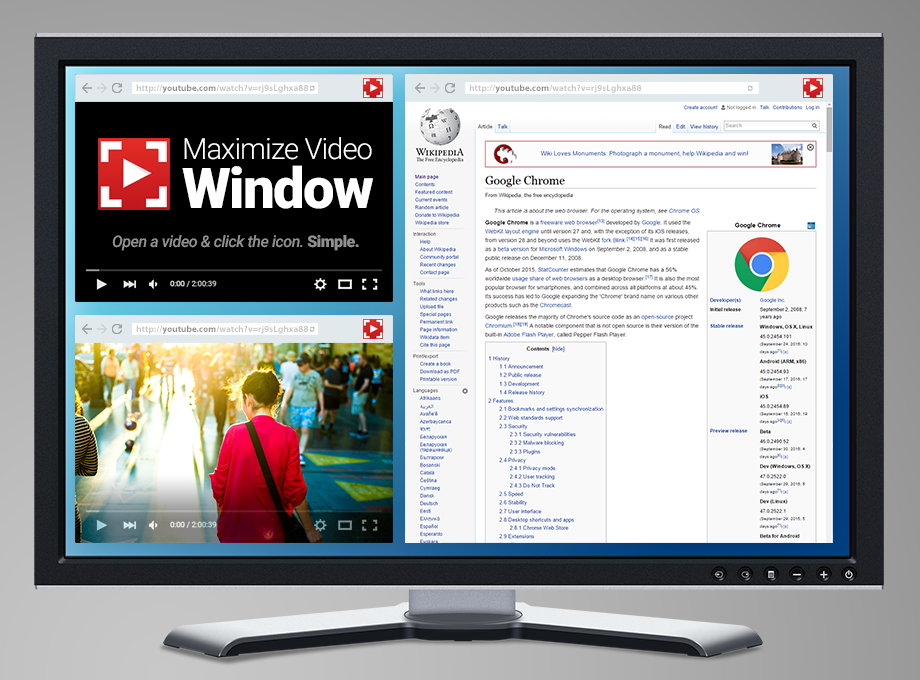 http://youtube.com/watch?v=rj9sLghxa88
Maximize Video
Window
Open a video & click the icon. Simple.
0:00 / 2:00:39
http://youtube.com/watch?v=rj9sLghxa88
0:00 / 2:00:39
http://youtube.com/watch?v=rj9sLghxa88
Create account Not logged in Talk Contributions Log in
WIKIPEDIA
The Free Encyclopedia
Article Talk
Read Edit View history Search
Main page
Contents
Featured content
Current events
Random article
Donate to Wikipedia
Wikipedia store
Interaction
Help
About Wikipedia
Community portal
Recent changes
Contact page
Tools
What links here
Related changes
Upload file
Special pages
Permanent link
Page information
Wikidata item
Cite this page
Print/export
Create a book
Download as PDF
Printable version
Languages
Afrikaans
العربية
Azərbaycanca
Беларуская
Български
Bosanski
Català
Čeština
Cymraeg
Dansk
Deutsch
Eesti
Ελληνικά
Español
Esperanto
Euskara
Wiki Loves Monuments: Photograph a monument, help Wikipedia and win!
Google Chrome
From Wikipedia, the free encyclopedia
This article is about the web browser. For the operating system, see Chrome OS.
Google Chrome is a freeware web browser[13] developed by Google. It used the
WebKit layout engine until version 27 and, with the exception of its iOS releases,
from version 28 and beyond uses the WebKit fork Blink.[14][15][16] It was first released
as a beta version for Microsoft Windows on September 2, 2008, and as a stable
public release on December 11, 2008.
As of October 2015, StatCounter estimates that Google Chrome has a 56%
worldwide usage share of web browsers as a desktop browser.[17] It is also the most
popular browser for smartphones, and combined across all platforms at about 45%.
Its success has led to Google expanding the 'Chrome' brand name on various other
products such as the Chromecast.
Google releases the majority of Chrome's source code as an open-source project
Chromium.[18][19] A notable component that is not open source is their version of the
built-in Adobe Flash Player, called Pepper Flash Player.
Contents [hide]
1 History
1.1 Announcement
1.2 Public release
1.3 Development
1.4 Release history
2 Features
2.1 Bookmarks and settings synchronization
2.2 Web standards support
2.3 Security
2.3.1 Security vulnerabilities
2.3.2 Malware blocking
2.3.3 Plugins
2.4 Privacy
2.4.1 Privacy mode
2.4.2 User tracking
2.4.3 Do Not Track
2.5 Speed
2.6 Stability
2.7 User interface
2.8 Desktop shortcuts and apps
2.8.1 Chrome Web Store
2.9 Extensions
Google Chrome
Developer(s) Google Inc.
Initial release September 2, 2008; 7
years ago
Stable release Windows, OS X, Linux
45.0.2454.101
(September 24, 2015; 10
days ago)
Android (ARM, x86)
45.0.2454.93
(September 17, 2015; 17
days ago)
iOS
45.0.2454.89
days ago)
Preview release Beta
46.0.2490.52
days ago)
Dev (Windows, OS X)
47.0.2522.0
days ago)
Dev (Linux)
47.0.2522.1
days ago)
Beta for Android